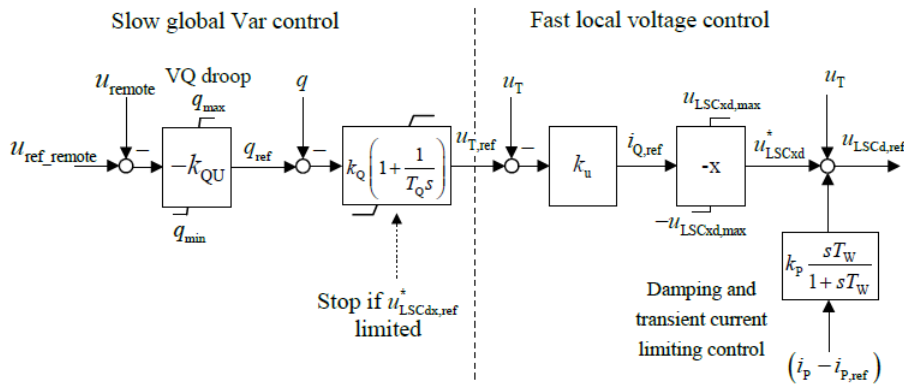 Slow global Var control
Fast local voltage control
u_remote
VQ droop
q_max
q
u_T
u_LSCxd,max
u_T
u_ref_remote
−
−k_QU
q_ref
−
k_Q(1+1/(T_Q s))
u_T,ref
−
k_u
i_Q,ref
-x
u*_LSCxd
u_LSCd,ref
q_min
−u_LSCxd,max
k_P sT_W/(1+sT_W)
Stop if u*_LSCdx,ref
limited
Damping and
transient current
limiting control
(i_P − i_P,ref)